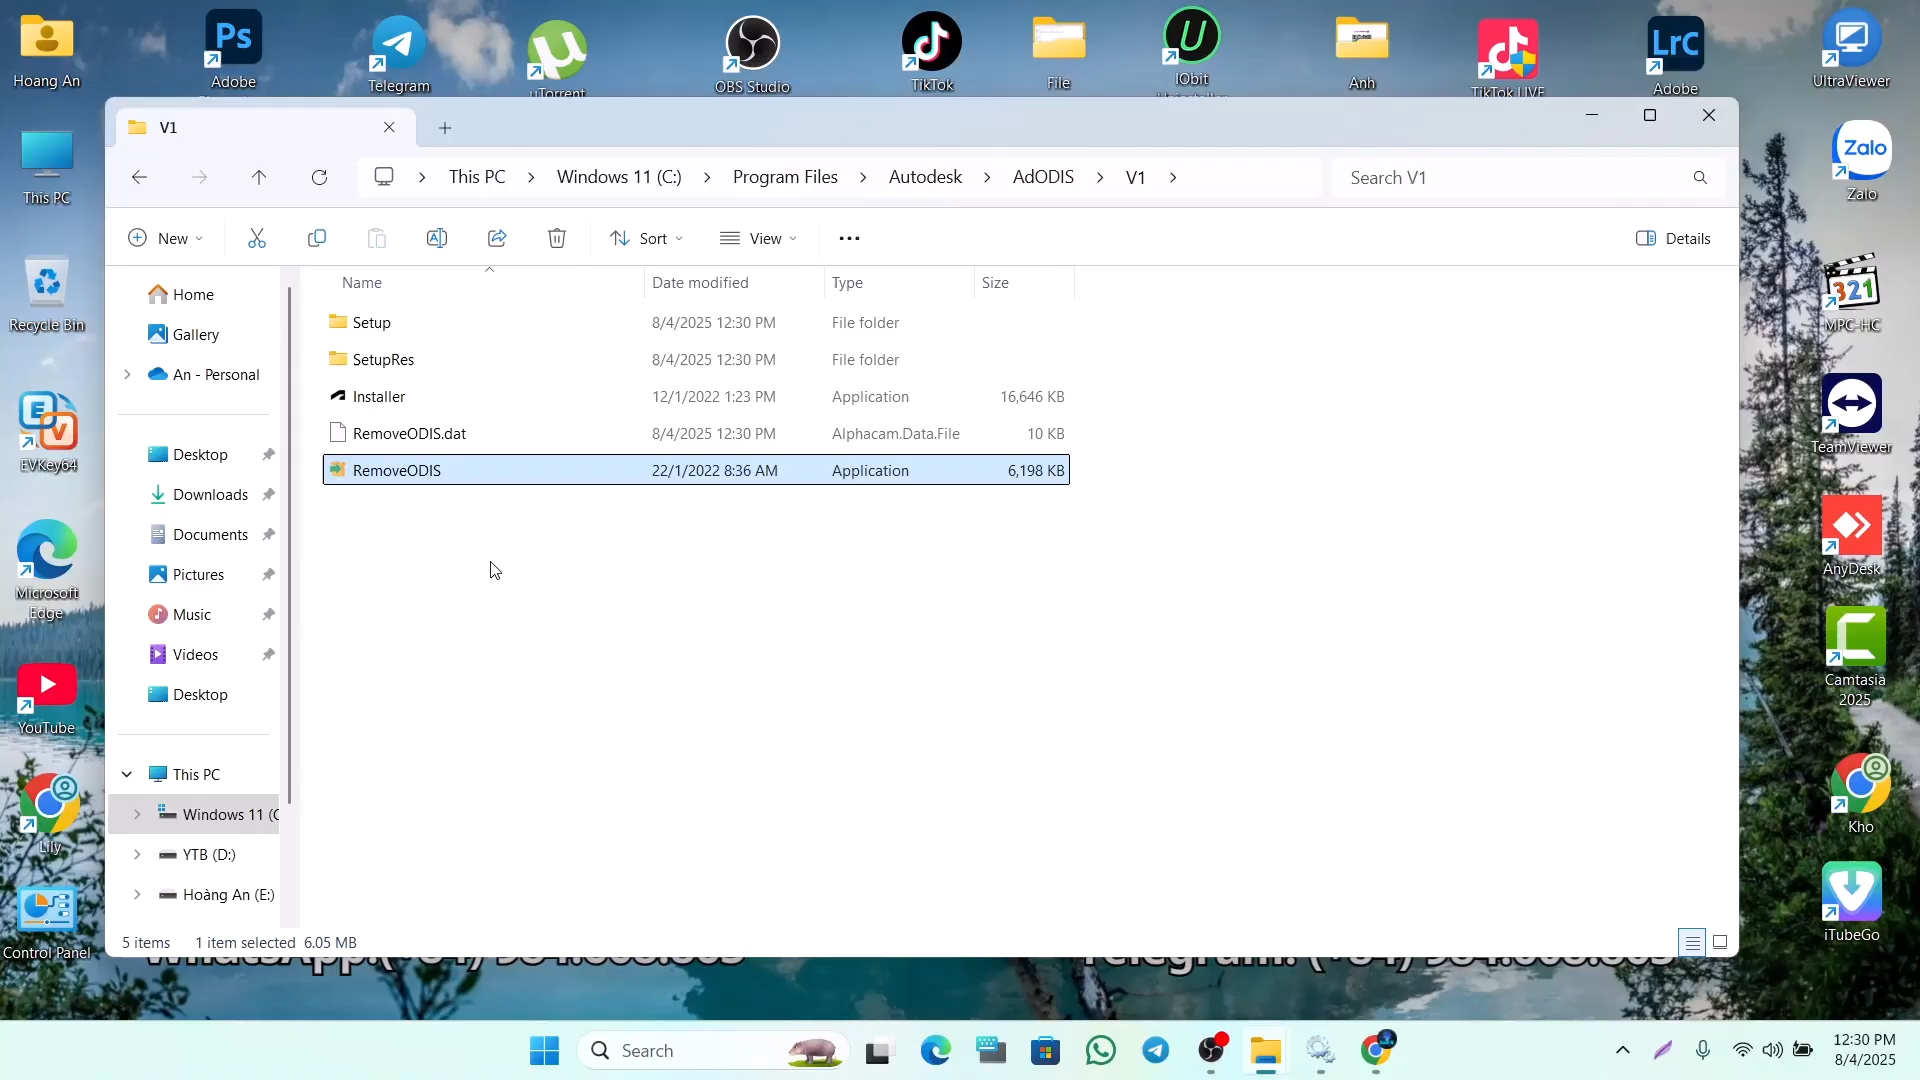 Hoang An
Adobe
Telegram
uTorrent
OBS Studio
TikTok
File
IObit
Anh
TikTok LIVE
Adobe
UltraViewer
V1
This PC
Windows 11 (C:)
Program Files
Autodesk
AdODIS
V1
Search V1
New
Sort
View
Details
Name
Date modified
Type
Size
Setup
8/4/2025 12:30 PM
File folder
SetupRes
8/4/2025 12:30 PM
File folder
Installer
12/1/2022 1:23 PM
Application
16,646 KB
RemoveODIS.dat
8/4/2025 12:30 PM
Alphacam.Data.File
10 KB
RemoveODIS
22/1/2022 8:36 AM
Application
6,198 KB
Home
Gallery
An - Personal
Desktop
Downloads
Documents
Pictures
Music
Videos
Desktop
This PC
Windows 11 (C
YTB (D:)
Hoàng An (E:)
5 items
1 item selected 6.05 MB
This PC
Recycle Bin
EVKey64
Microsoft
Edge
YouTube
Lily
Control Panel
Zalo
Zalo
321
MPC-HC
TeamViewer
AnyDesk
Camtasia
2025
Kho
iTubeGo
Search
12:30 PM
8/4/2025